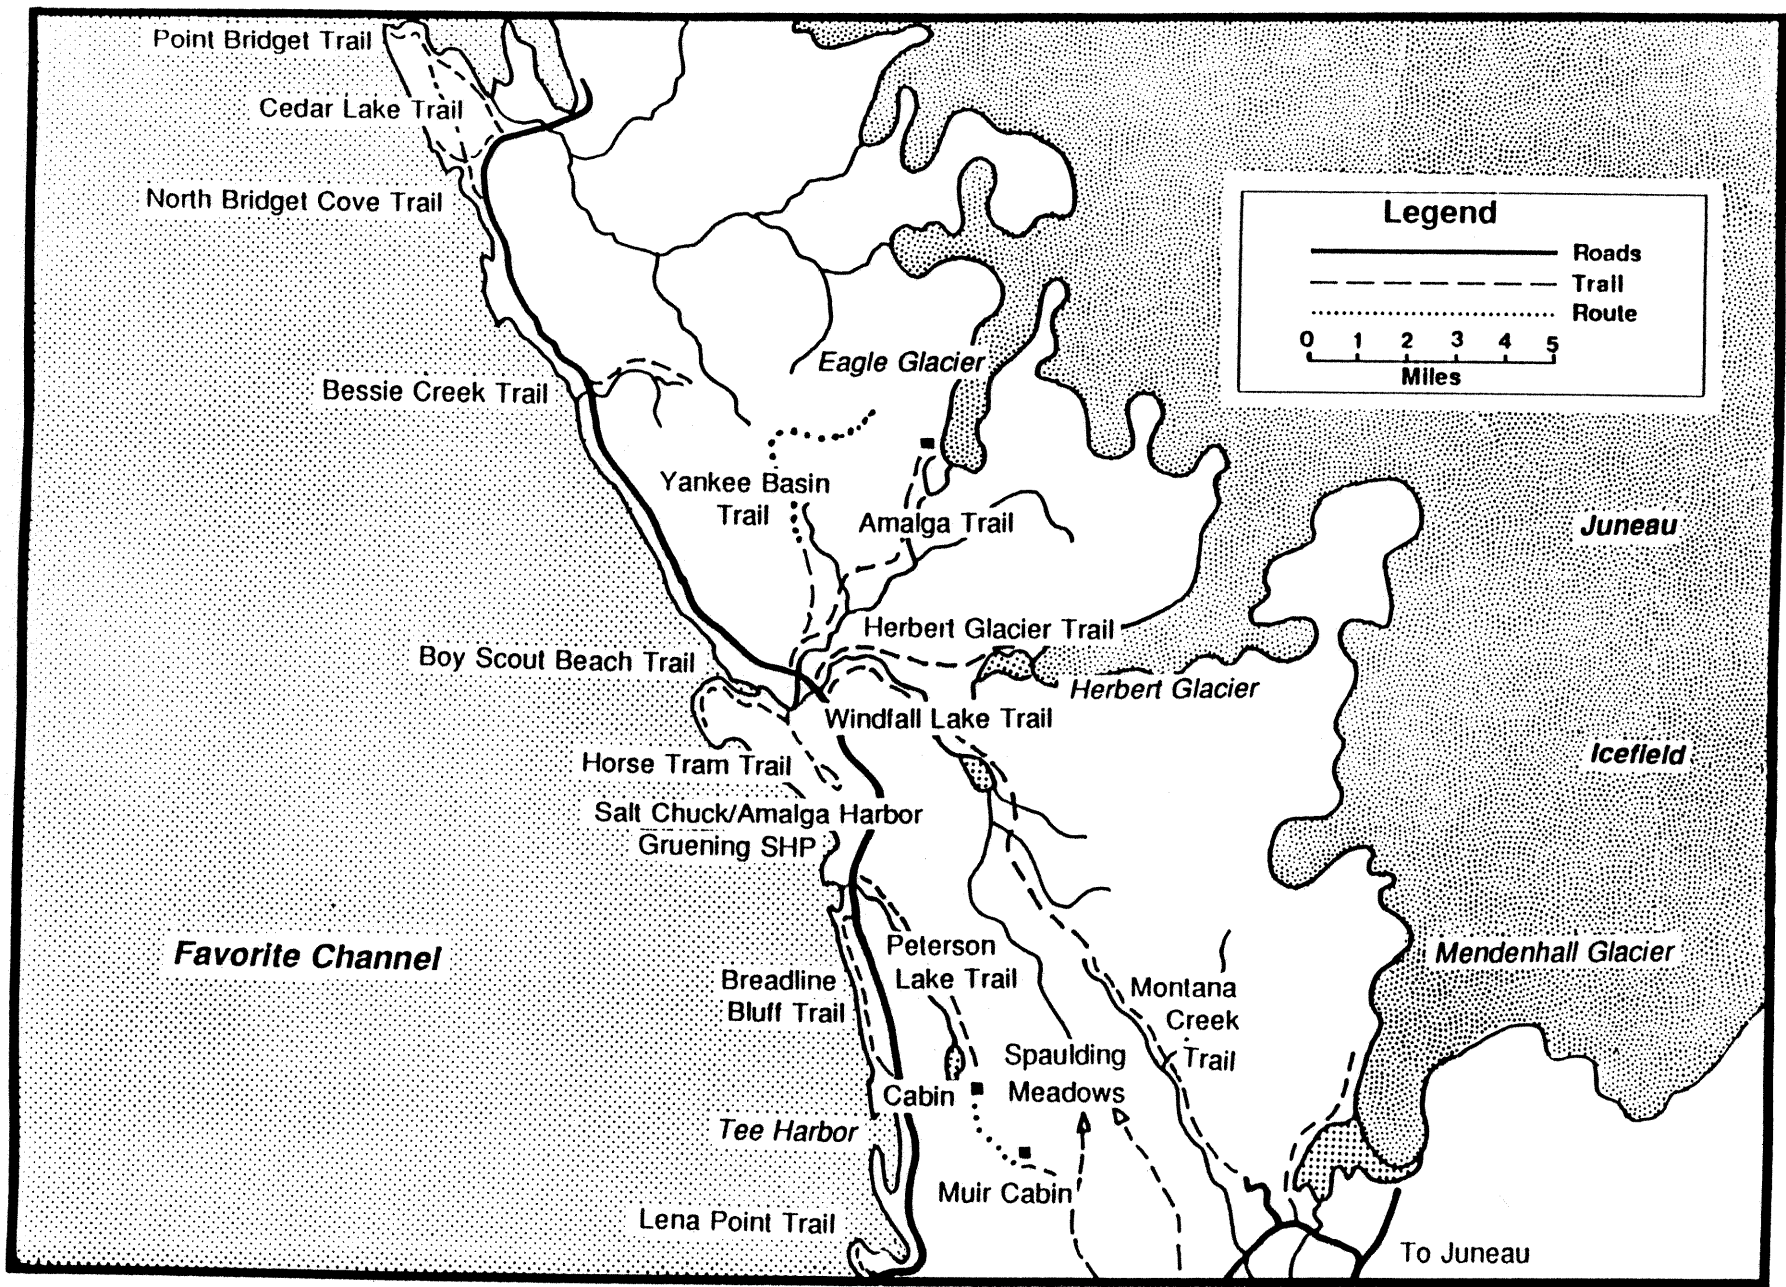 Point Bridget Trail
Cedar Lake Trail
North Bridget Cove Trail
Legend
Roads
Trail
Route
0 1 2 3 4 5
Miles
Eagle Glacier
Bessie Creek Trail
Yankee Basin
Trail
Amalga Trail
Juneau
Herbert Glacier Trail
Boy Scout Beach Trail
Herbert Glacier
Windfall Lake Trail
Icefield
Horse Tram Trail
Salt Chuck/Amalga Harbor
Gruening SHP
Favorite Channel
Peterson
Lake Trail
Mendenhall Glacier
Breadline
Bluff Trail
Montana
Creek
Trail
Spaulding
Meadows
Cabin
Tee Harbor
Muir Cabin
Lena Point Trail
To Juneau